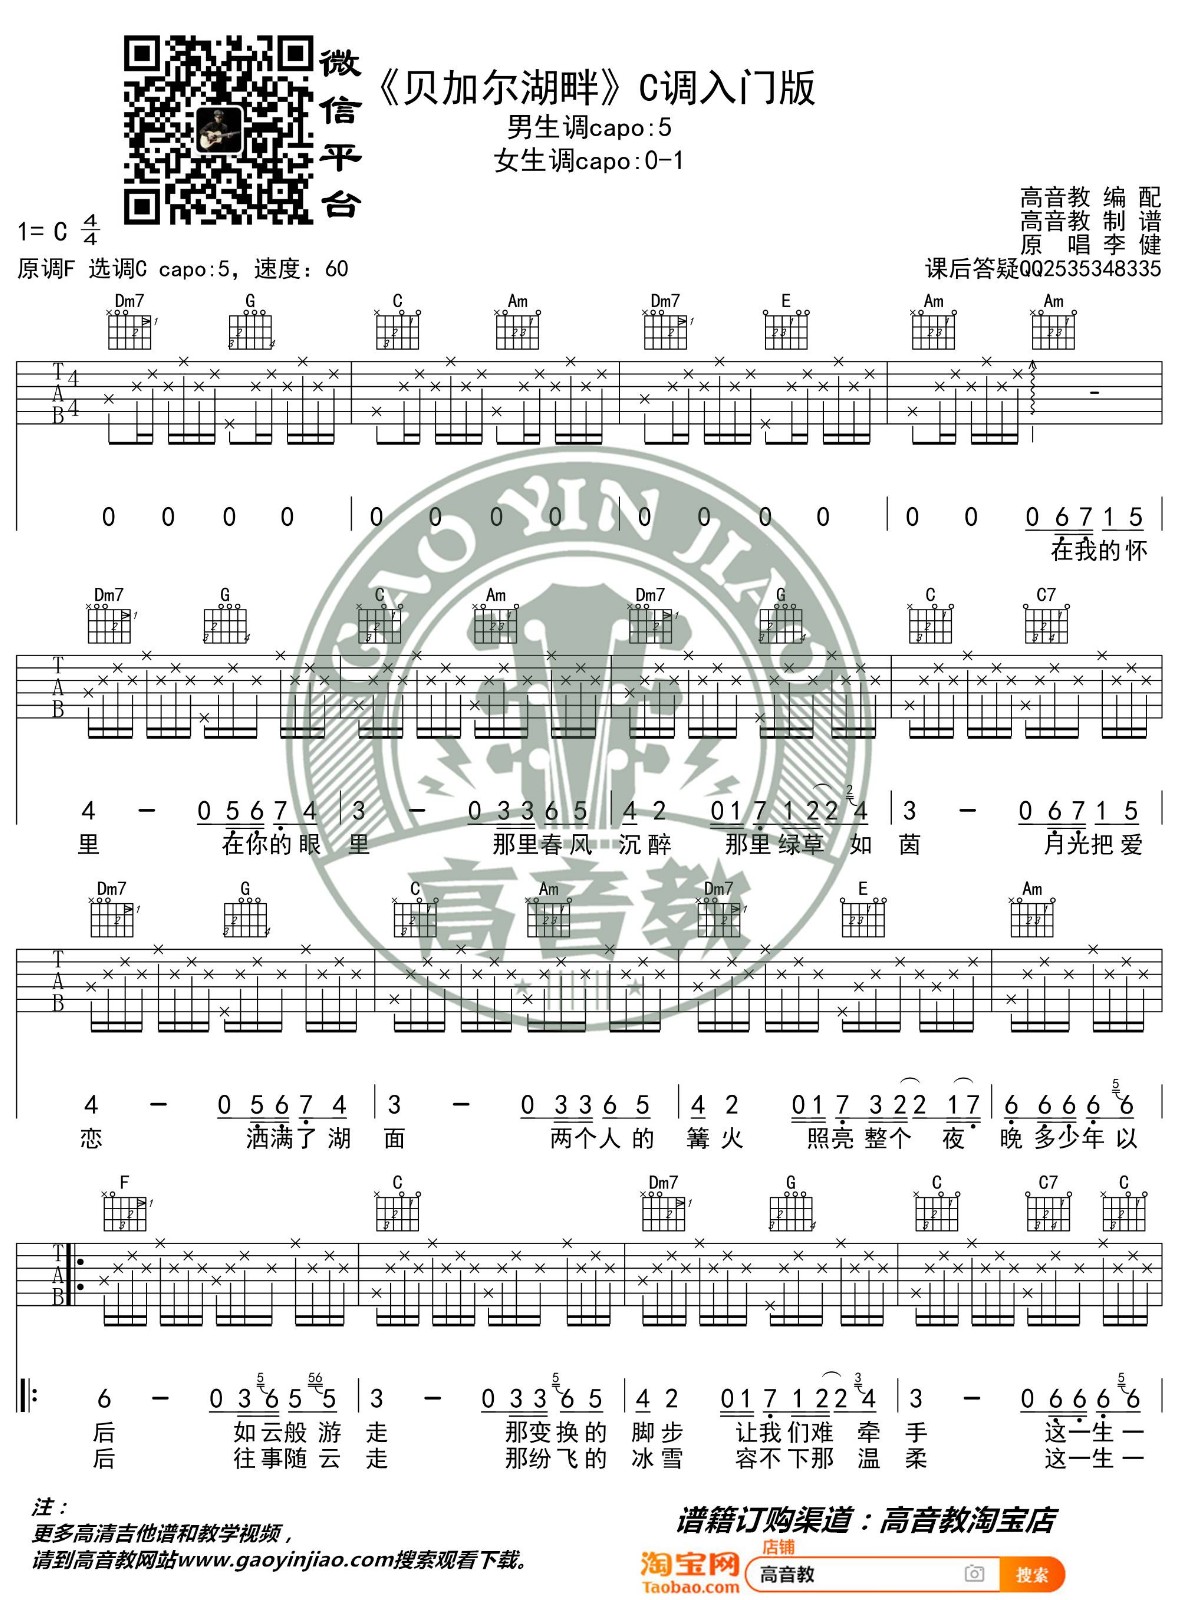 微信平台
《贝加尔湖畔》C调入门版
男生调capo:5
女生调capo:0-1
高音教 编 配
高音教 制 谱
原 唱 李 健
1= C 4/4
原调F 选调C capo:5, 速度: 60
课后答疑QQ2535348335
Dm7 G C Am Dm7 E Am Am
TAB 4/4
0 0 0 0 0 0 0 0 0 0 0 0 0 0 0 6 7 1 5
在我的怀
GAO YIN JIAO
Dm7 G C Am Dm7 G C C7
TAB
4 - 0 5 6 7 4 3 - 0 3 3 6 5 4 2 0 1 7 1 2 2 2 4 3 - 0 6 7 1 5
里 在你的眼 里 那里春风 沉醉 那里绿草 如 茵 月光把爱
Dm7 G C Am Dm7 E Am
高音教
TAB
4 - 0 5 6 7 4 3 - 0 3 3 6 5 4 2 0 1 7 3 2 2 1 7 6 6 6 6 5 6
恋 洒满了湖 面 两个人的 篝火 照亮整个 夜 晚 多少年以
F C Dm7 G C C7 C
TAB
6 - 0 3 5 6 5 56 5 3 - 0 3 3 5 6 5 4 2 0 1 7 1 2 2 3 4 3 - 0 6 6 6 5 6
后 如云般游 走 那变换的 脚步 让我们难 牵 手 这一生一
后 往事随云 走 那纷飞的 冰雪 容不下那 温 柔 这一生一
注:
更多高清吉他谱和教学视频,
请到高音教网站www.gaoyinjiao.com搜索观看下载。
谱籍订购渠道:高音教淘宝店
店铺
淘宝网
Taobao.com
高音教
搜索